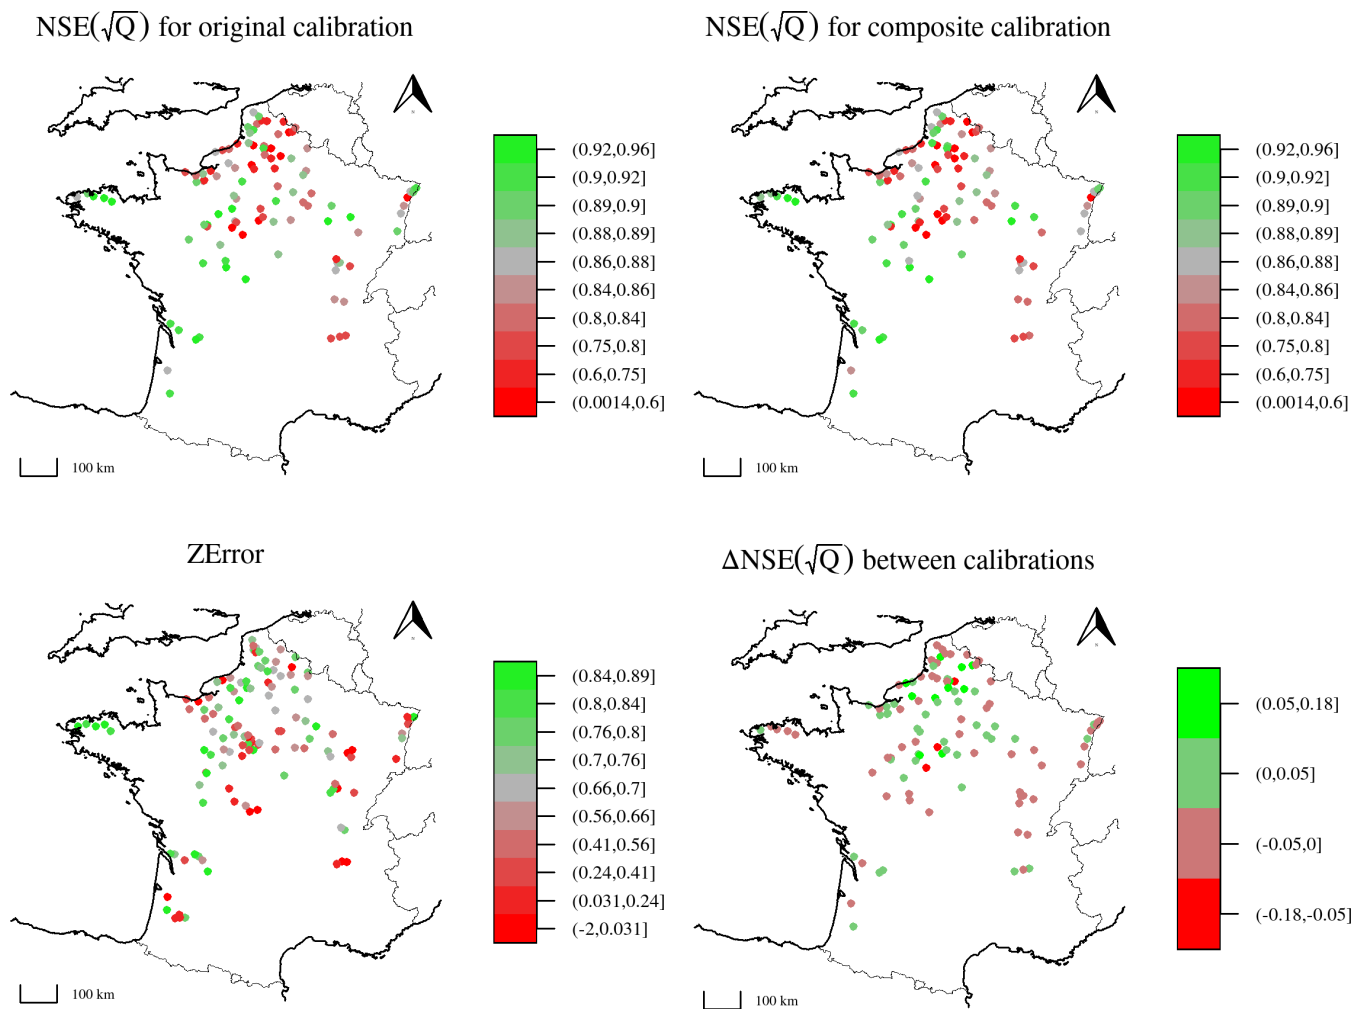 NSE(√Q) for original calibration
NSE(√Q) for composite calibration
N
(0.92,0.96]
(0.9,0.92]
(0.89,0.9]
(0.88,0.89]
(0.86,0.88]
(0.84,0.86]
(0.8,0.84]
(0.75,0.8]
(0.6,0.75]
(0.0014,0.6]
100 km
N
(0.92,0.96]
(0.9,0.92]
(0.89,0.9]
(0.88,0.89]
(0.86,0.88]
(0.84,0.86]
(0.8,0.84]
(0.75,0.8]
(0.6,0.75]
(0.0014,0.6]
100 km
ZError
ΔNSE(√Q) between calibrations
N
(0.84,0.89]
(0.8,0.84]
(0.76,0.8]
(0.7,0.76]
(0.66,0.7]
(0.56,0.66]
(0.41,0.56]
(0.24,0.41]
(0.031,0.24]
(-2,0.031]
100 km
N
(0.05,0.18]
(0,0.05]
(-0.05,0]
(-0.18,-0.05]
100 km